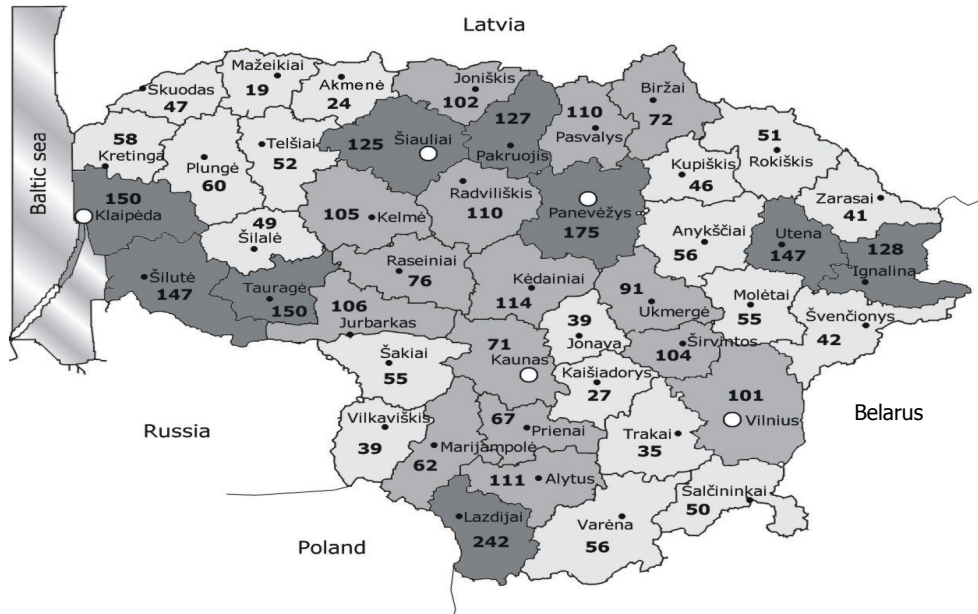 Latvia
Baltic sea
Mažeikiai
19
Akmenė
24
Joniškis
102
Skuodas
47
127
Pakruojis
110
Pasvalys
Biržai
72
58
Kretinga
Plungė
60
Telšiai
52
125
Šiauliai
51
Rokiškis
Kupiškis
46
150
Klaipėda
105
Kelmė
Radviliškis
110
Panevėžys
175
Zarasai
41
49
Šilalė
Anykščiai
56
Utena
147
128
Ignalina
Šilutė
147
Tauragė
150
Raseiniai
76
Kėdainiai
114
91
Ukmergė
Molėtai
55
Švenčionys
42
106
Jurbarkas
39
Jonava
Širvintos
104
71
Kaunas
Šakiai
55
Kaišiadorys
27
101
Vilnius
Belarus
Russia
Vilkaviškis
39
67
Prienai
Marijampolė
62
Trakai
35
111
Alytus
Šalčininkai
50
Lazdijai
242
Varėna
56
Poland